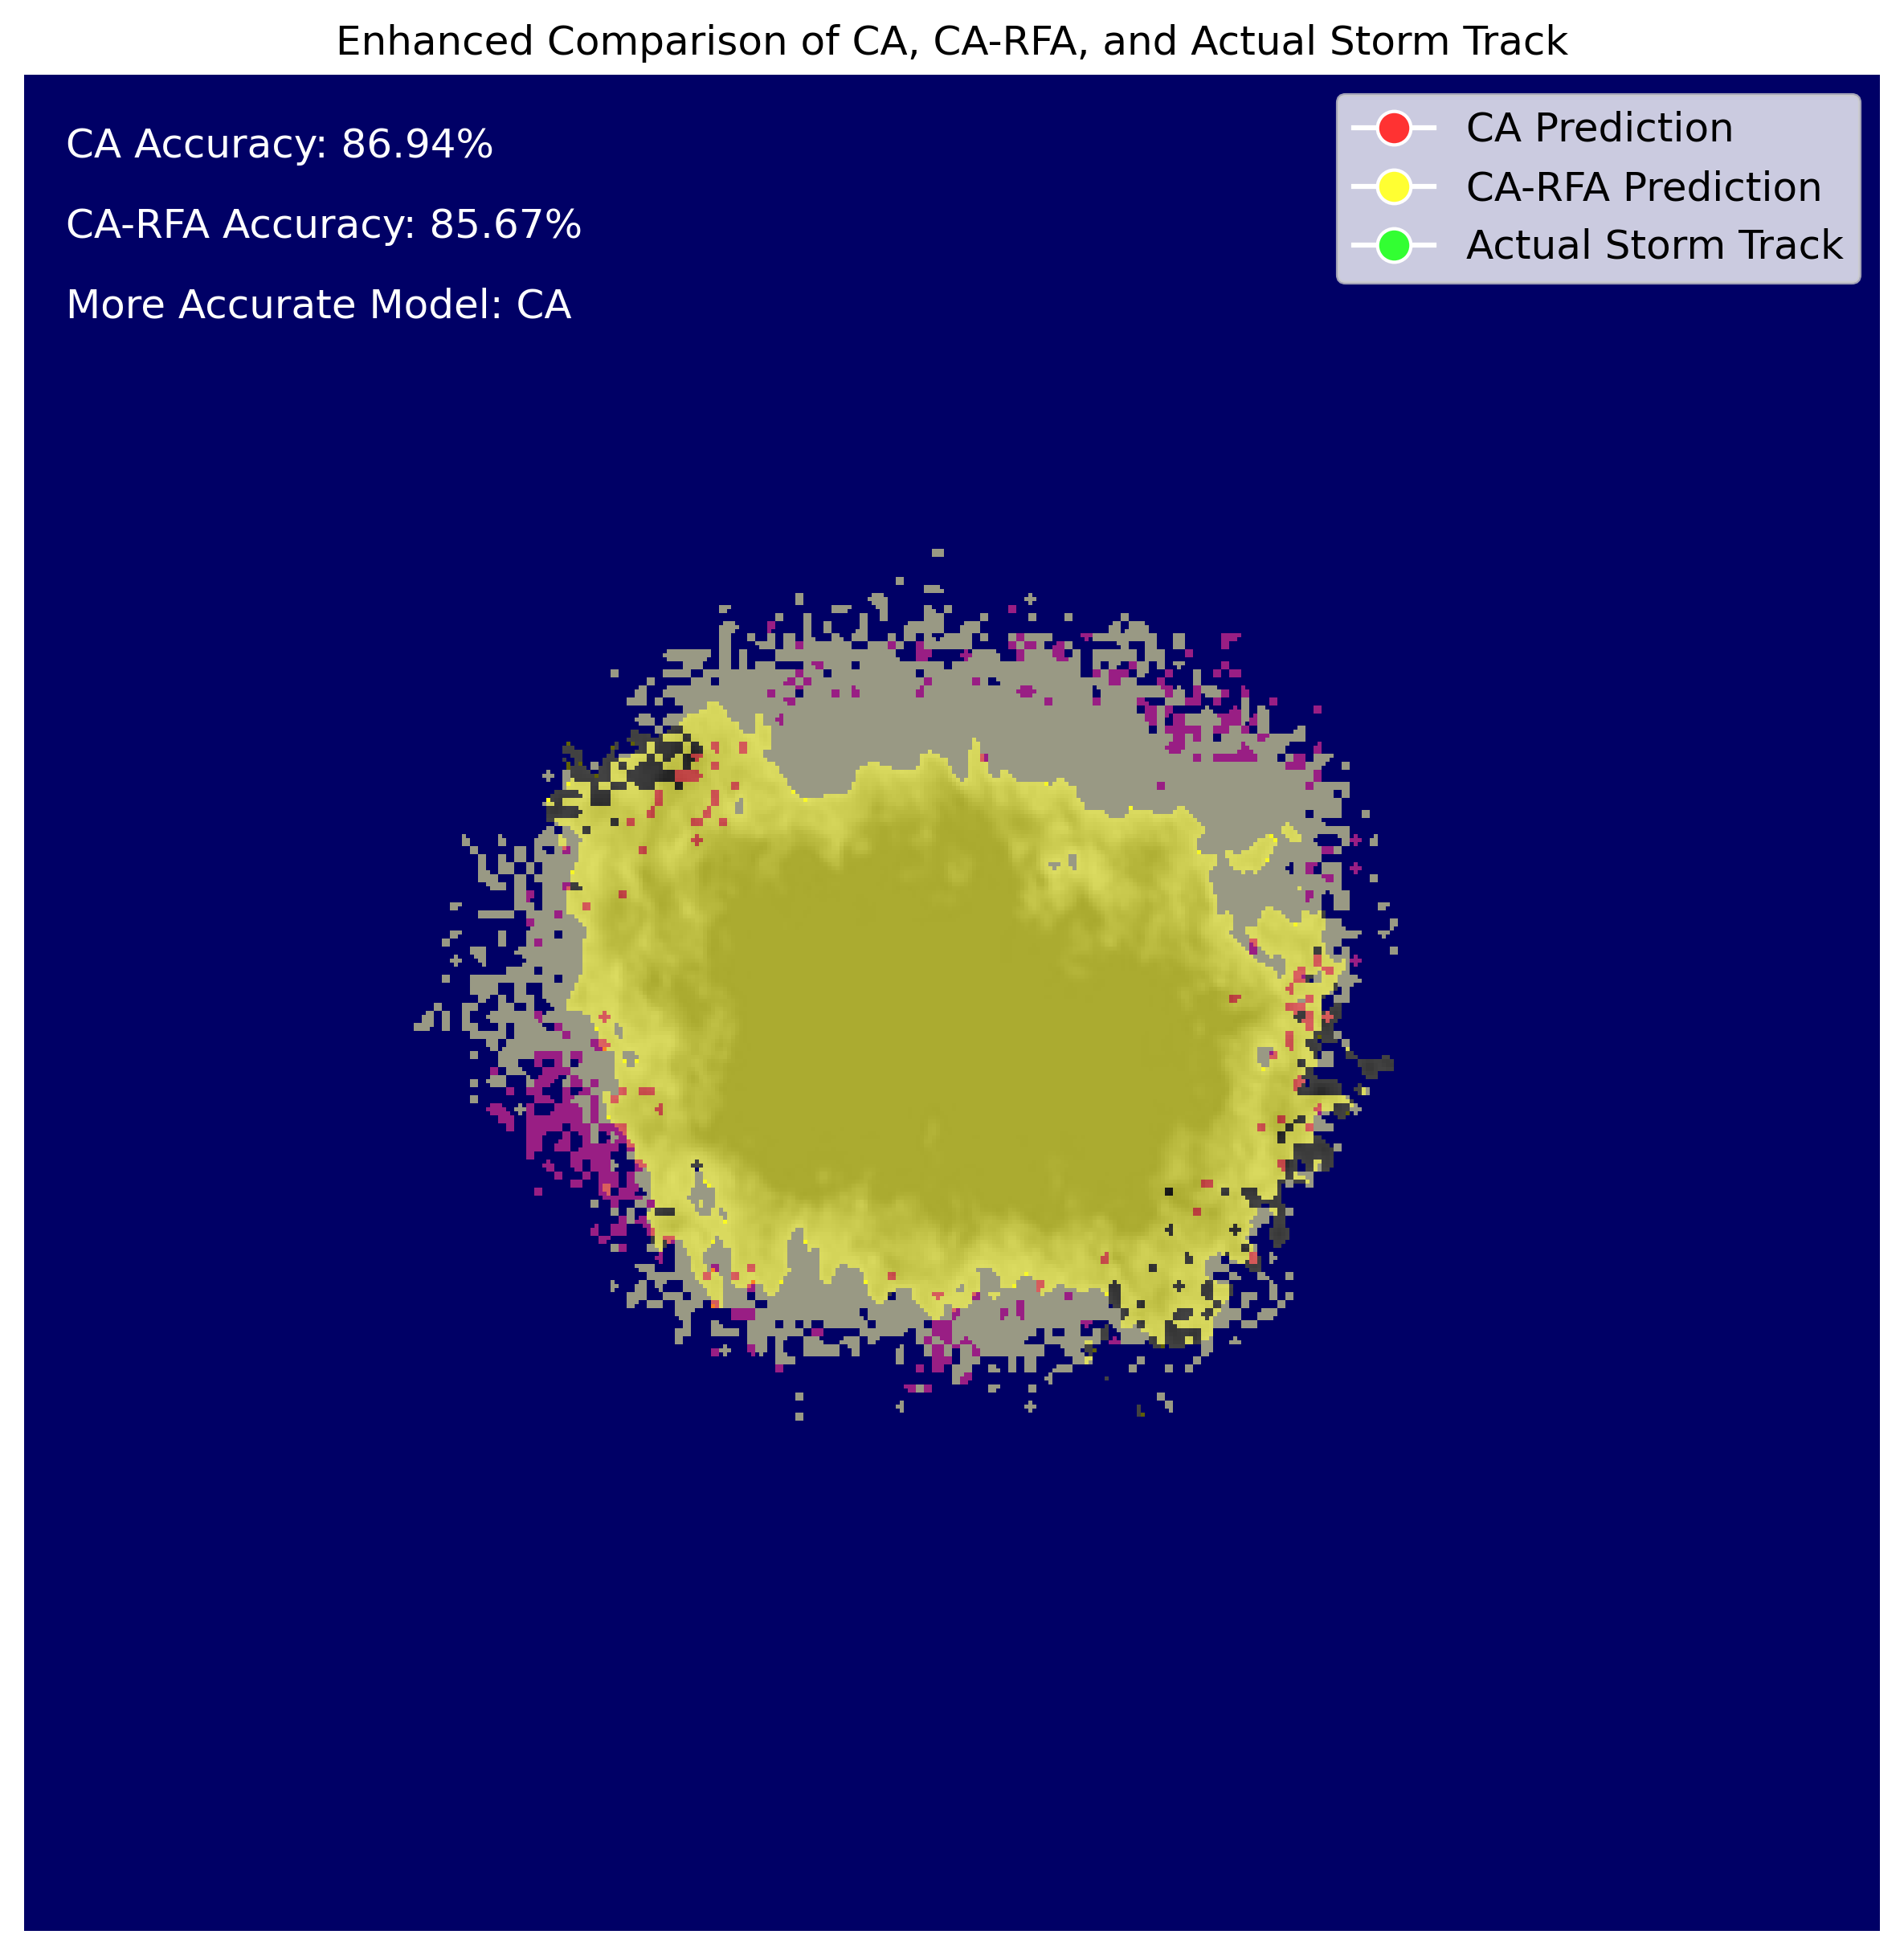 Enhanced Comparison of CA, CA-RFA, and Actual Storm Track
CA Accuracy: 86.94%
CA-RFA Accuracy: 85.67%
More Accurate Model: CA
CA Prediction
CA-RFA Prediction
Actual Storm Track